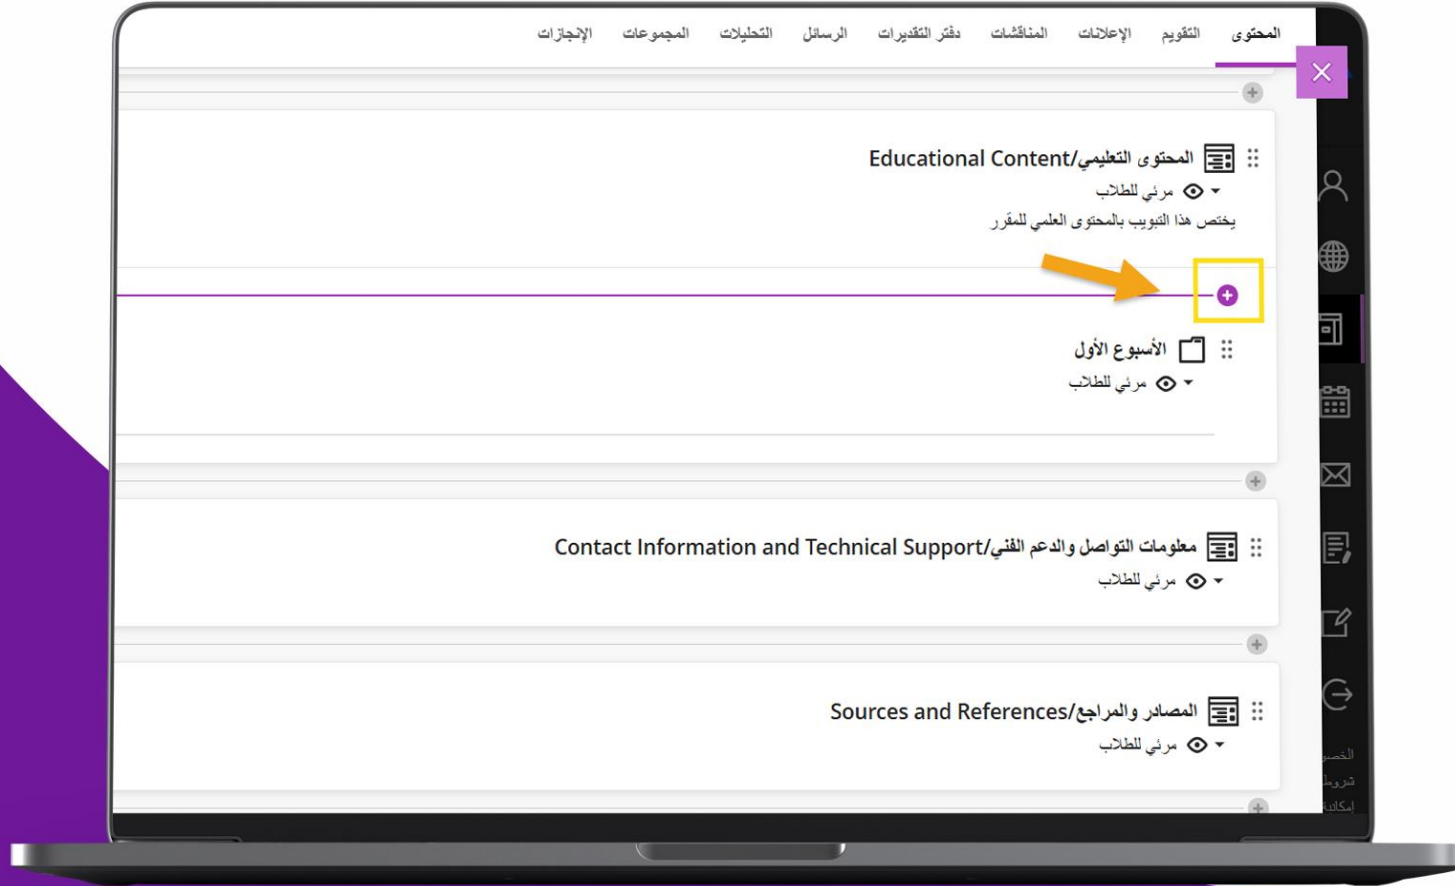 المحتوى التقويم الإعلانات المناقشات دفتر التقديرات الرسائل التحليلات المجموعات الإنجازات
المحتوى التعليمي/Educational Content
مرئي للطلاب
يختص هذا التبويب بالمحتوى العلمي للمقرر
الأسبوع الأول
مرئي للطلاب
معلومات التواصل والدعم الفني/Contact Information and Technical Support
مرئي للطلاب
المصادر والمراجع/Sources and References
مرئي للطلاب